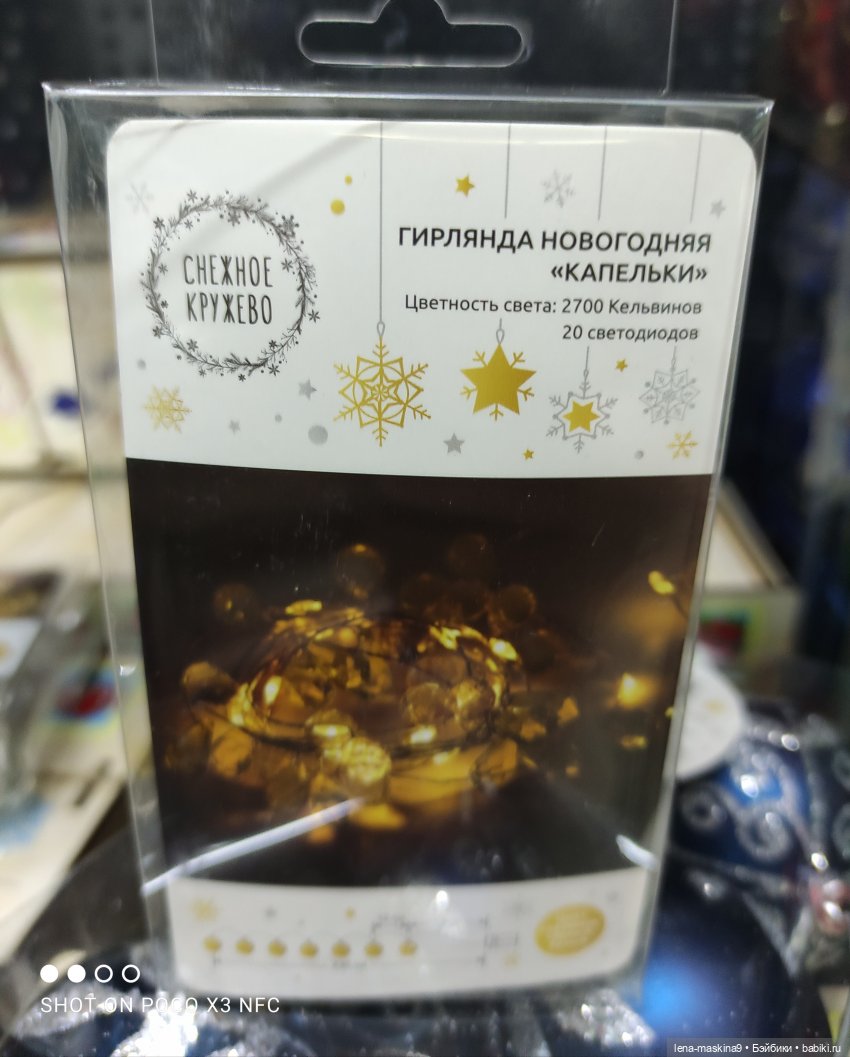 СНЕЖНОЕ
КРУЖЕВО
ГИРЛЯНДА НОВОГОДНЯЯ
«КАПЕЛЬКИ»
Цветность света: 2700 Кельвинов
20 светодиодов
SHOT ON POCO X3 NFC
lena-maskina9 • Бэйбики • babiki.ru